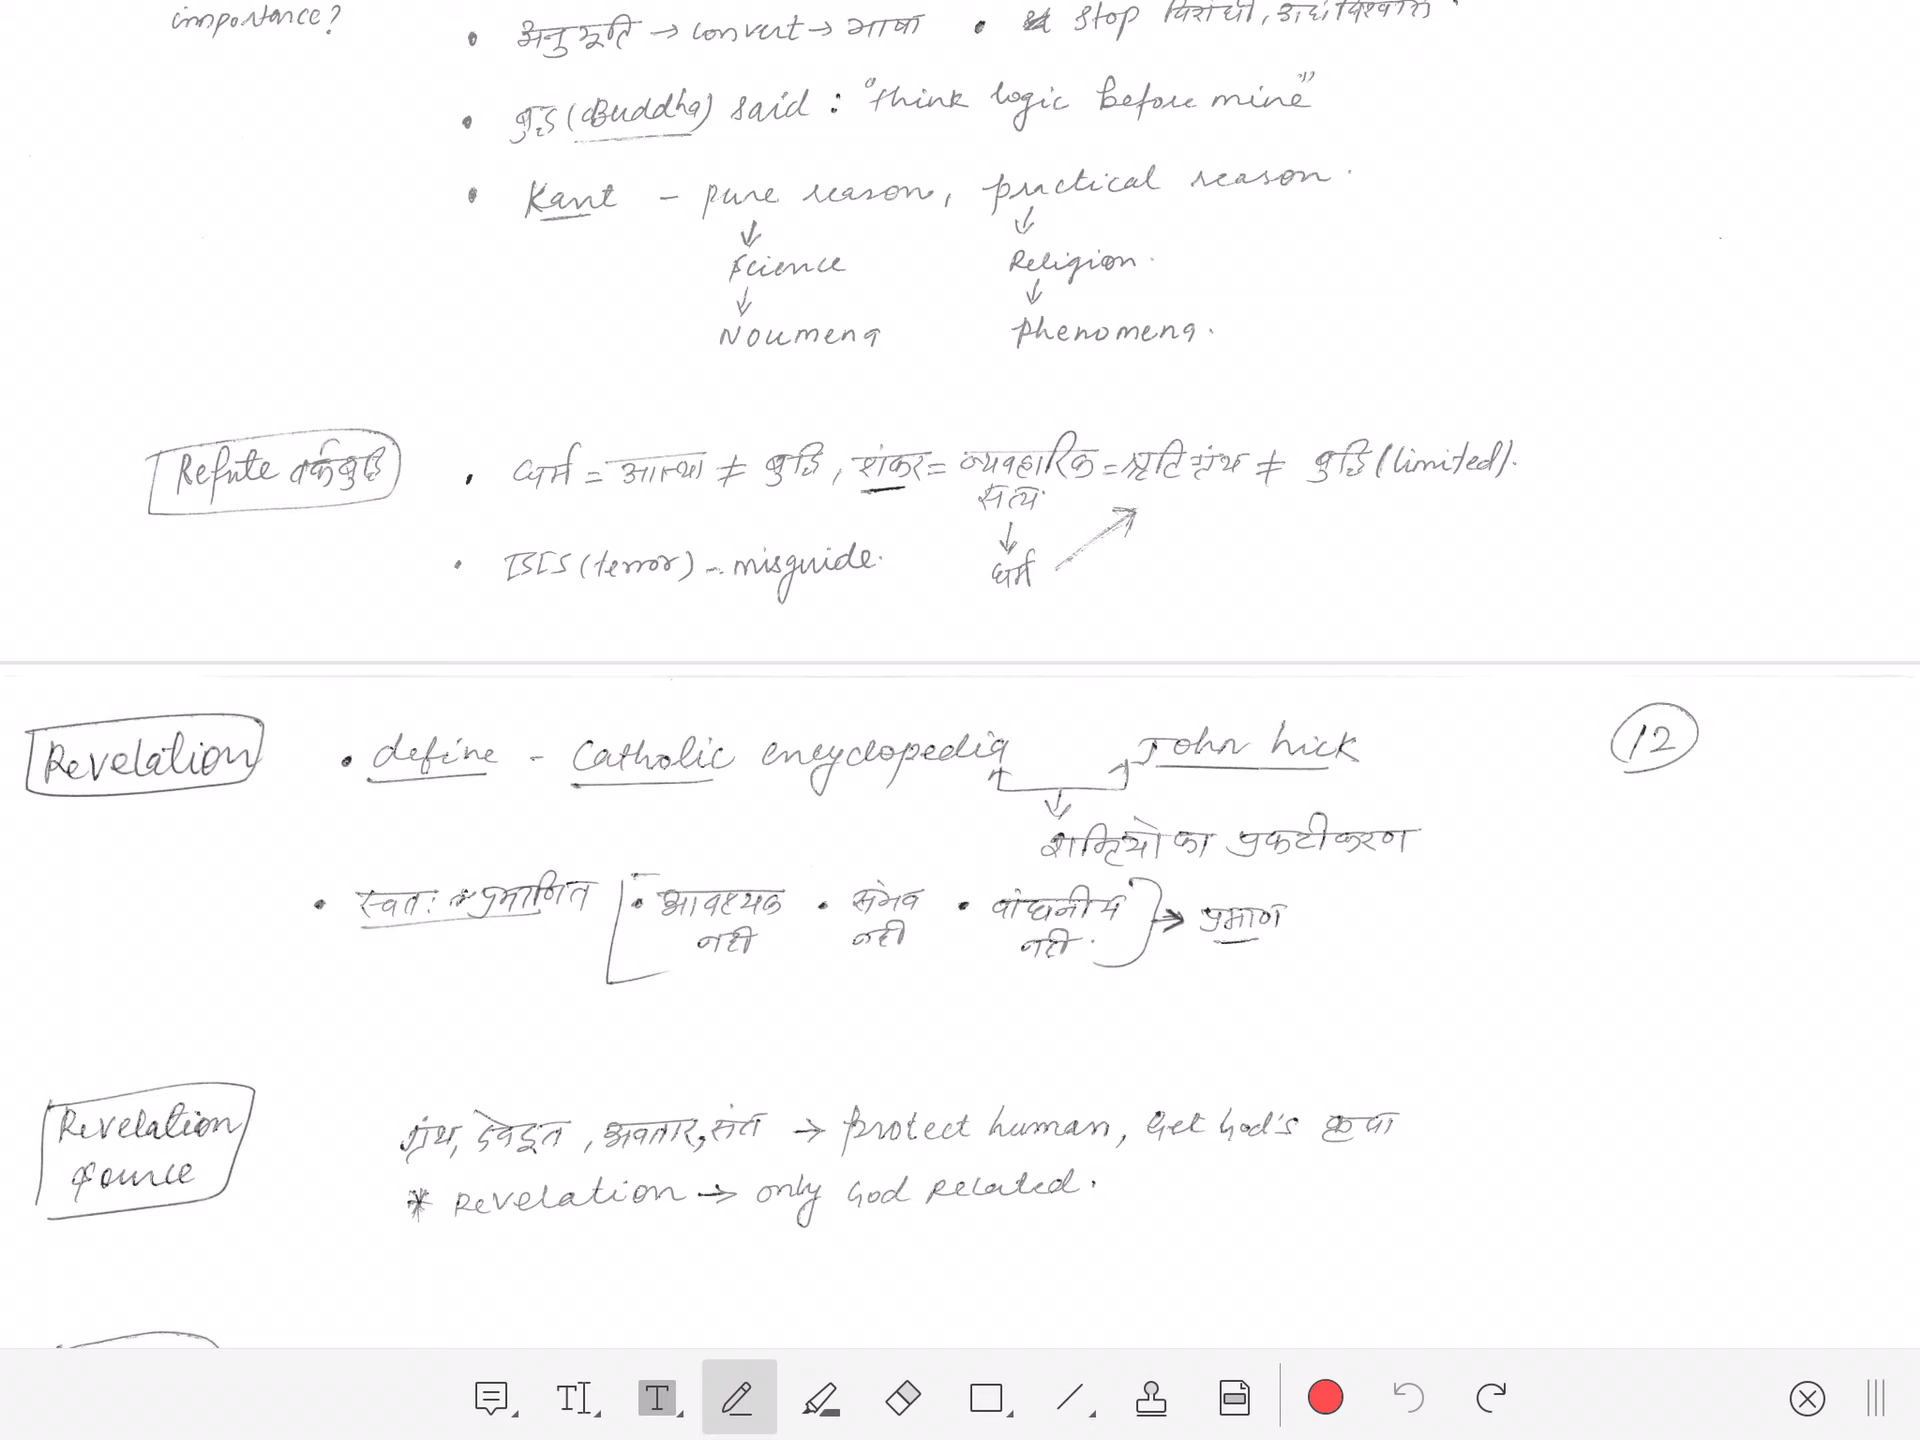 importance?
• अनुभूति → convert → भाषा • stop विरोधी, अंधविश्वास.
• बुद्ध (Buddha) said : "think logic before mine"
• Kant – pure reason, practical reason.
↓ ↓
Science Religion.
↓ ↓
Noumena Phenomena.
Refute तर्कबुद्धि • धर्म = आस्था ≠ बुद्धि, शंकर = व्यवहारिक = श्रुति ग्रंथ ≠ बुद्धि (limited).
सत्य
↓
• ISIS (terror) – misguide. धर्म
Revelation • define - Catholic encyclopedia John hick 12
↓
शक्तियो का प्रकटीकरण
• स्वतः प्रमाणित [ • आवश्यक • संभव • वांछनीय } → प्रमाण
नही नही नही.
Revelation ग्रंथ, देवदूत, अवतार, संत → protect human, Get God's कृपा
Source * Revelation → only God Related.